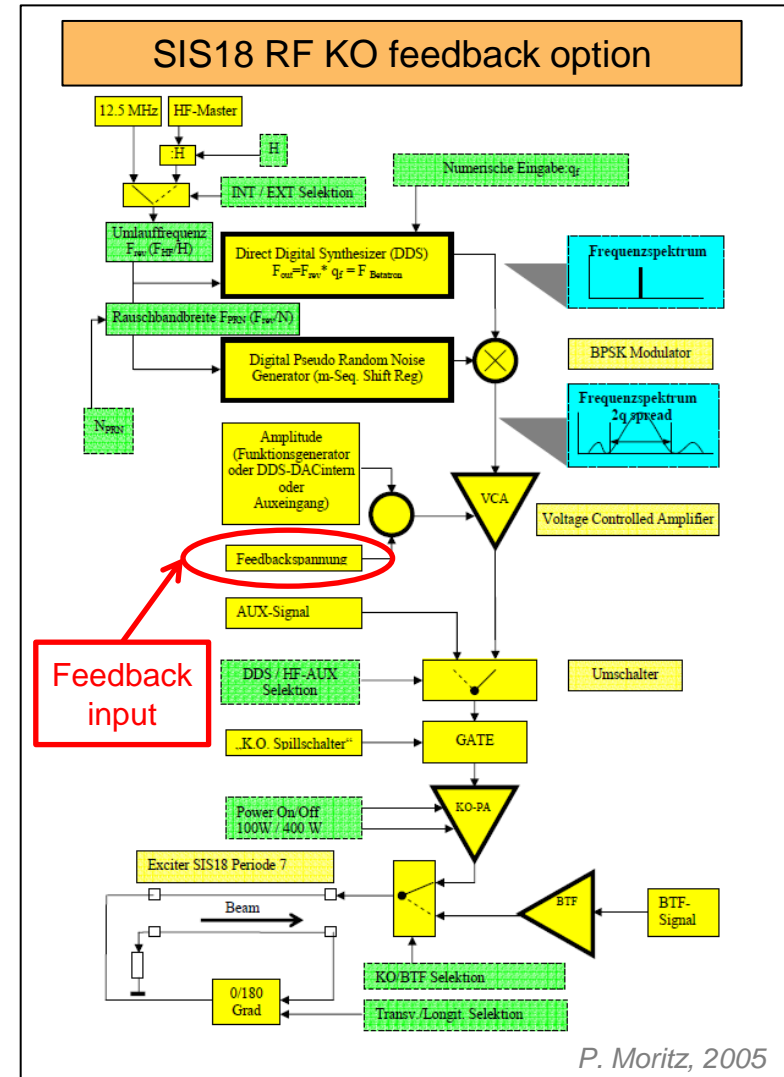 SIS18 RF KO feedback option
12.5 MHz
HF-Master
:H
H
Numerische Eingabe:qf
INT / EXT Selektion
Umlauffrequenz
Frev (FHF/H)
Direct Digital Synthesizer (DDS)
Fout=Frev* qf = F Betatron
Frequenzspektrum
Rauschbandbreite FPRN (Frev/N)
Digital Pseudo Random Noise
Generator (m-Seq. Shift Reg)
BPSK Modulator
NPRN
Frequenzspektrum
2q spread
Amplitude
(Funktionsgenerator
oder DDS-DACintern
oder
Auxeingang)
VCA
Voltage Controlled Amplifier
Feedbackspannung
AUX-Signal
Feedback
input
DDS / HF-AUX
Selektion
Umschalter
„K.O. Spillschalter“
GATE
Power On/Off
100W / 400 W
KO-PA
Exciter SIS18 Periode 7
Beam
BTF
BTF-
Signal
KO/BTF Selektion
0/180
Grad
Transv./Longit. Selektion
P. Moritz, 2005